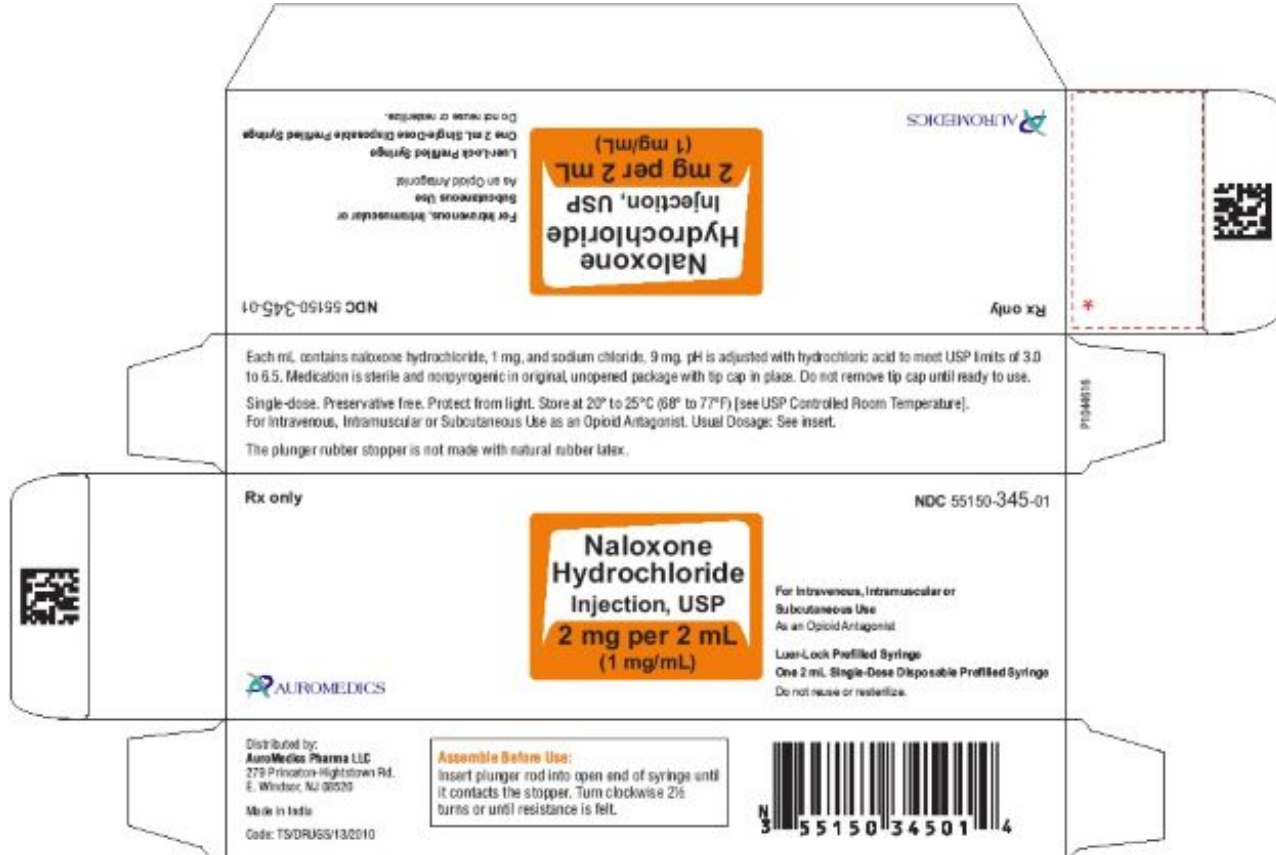 AUROMEDICS
Rx only
Naloxone
Hydrochloride
Injection, USP
2 mg per 2 mL
(1 mg/mL)
NDC 55150-345-01
For Intravenous, Intramuscular or
Subcutaneous Use
As an Opioid Antagonist
Luer-Lock Prefilled Syringe
One 2 mL Single-Dose Disposable Prefilled Syringe
Do not reuse or resterilize.
*
Each mL contains naloxone hydrochloride, 1 mg, and sodium chloride, 9 mg. pH is adjusted with hydrochloric acid to meet USP limits of 3.0
to 6.5. Medication is sterile and nonpyrogenic in original, unopened package with tip cap in place. Do not remove tip cap until ready to use.
Single-dose. Preservative free. Protect from light. Store at 20° to 25°C (68° to 77°F) [see USP Controlled Room Temperature].
For Intravenous, Intramuscular or Subcutaneous Use as an Opioid Antagonist. Usual Dosage: See insert.
The plunger rubber stopper is not made with natural rubber latex.
P1044616
Rx only
NDC 55150-345-01
Naloxone
Hydrochloride
Injection, USP
2 mg per 2 mL
(1 mg/mL)
For Intravenous, Intramuscular or
Subcutaneous Use
As an Opioid Antagonist
Luer-Lock Prefilled Syringe
One 2 mL Single-Dose Disposable Prefilled Syringe
Do not reuse or resterilize.
AUROMEDICS
Distributed by:
AuroMedics Pharma LLC
279 Princeton-Hightstown Rd.
E. Windsor, NJ 08520
Made in India
Code: TS/DRUGS/13/2010
Assemble Before Use:
Insert plunger rod into open end of syringe until
it contacts the stopper. Turn clockwise 2½
turns or until resistance is felt.
N
3 55150 34501 4